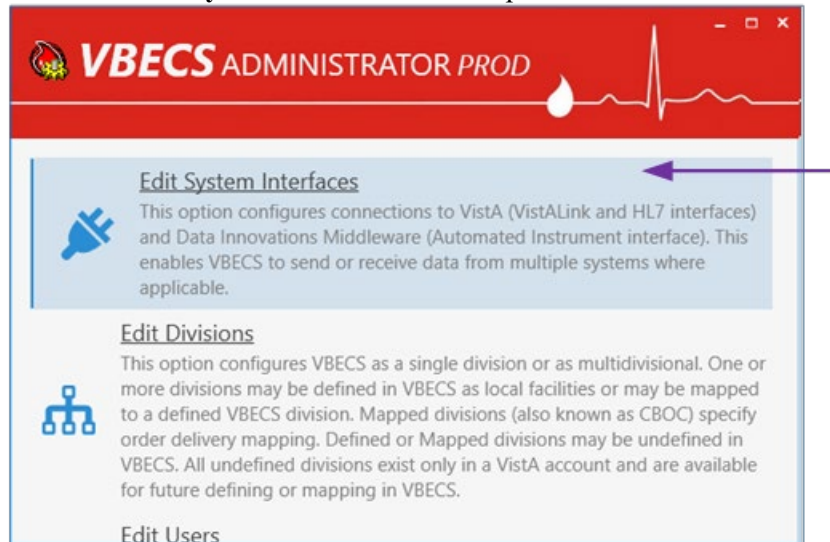 VBECS ADMINISTRATOR PROD
Edit System Interfaces
This option configures connections to VistA (VistALink and HL7 interfaces)
and Data Innovations Middleware (Automated Instrument interface). This
enables VBECS to send or receive data from multiple systems where
applicable.
Edit Divisions
This option configures VBECS as a single division or as multidivisional. One or
more divisions may be defined in VBECS as local facilities or may be mapped
to a defined VBECS division. Mapped divisions (also known as CBOC) specify
order delivery mapping. Defined or Mapped divisions may be undefined in
VBECS. All undefined divisions exist only in a VistA account and are available
for future defining or mapping in VBECS.
Edit Users